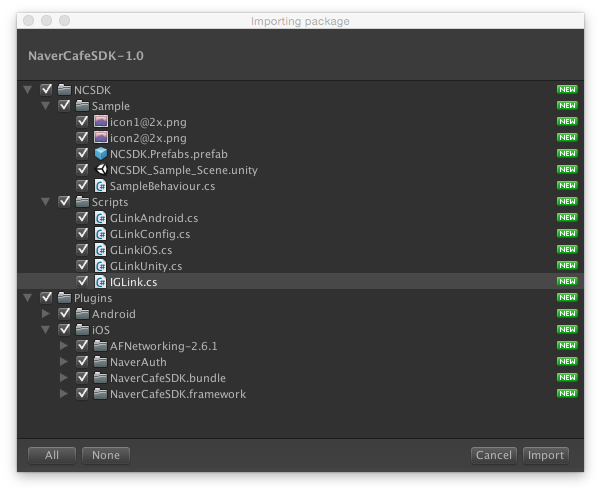 Importing package
NaverCafeSDK-1.0
NCSDK NEW
Sample NEW
icon1@2x.png NEW
icon2@2x.png NEW
NCSDK.Prefabs.prefab NEW
NCSDK_Sample_Scene.unity NEW
SampleBehaviour.cs NEW
Scripts NEW
GLinkAndroid.cs NEW
GLinkConfig.cs NEW
GLinkiOS.cs NEW
GLinkUnity.cs NEW
IGLink.cs NEW
Plugins NEW
Android NEW
iOS NEW
AFNetworking-2.6.1 NEW
NaverAuth NEW
NaverCafeSDK.bundle NEW
NaverCafeSDK.framework NEW
All None Cancel Import